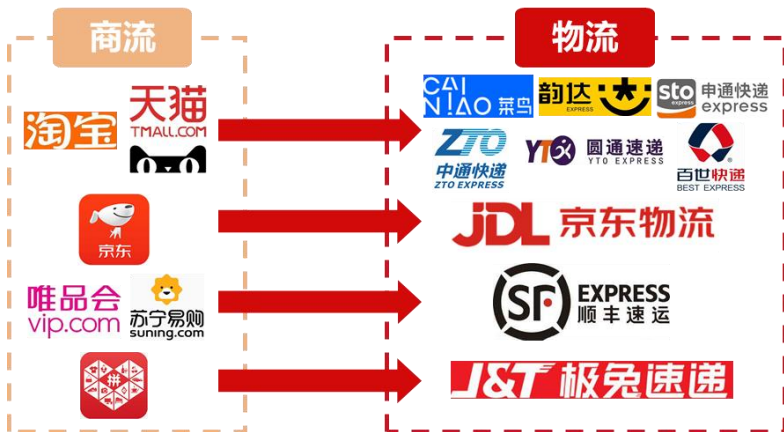 商流
物流
淘宝
天猫
TMALL.COM
CAI
NIAO 菜鸟
韵达
EXPRESS
sto
express
申通快递
express
ZTO
中通快递
ZTO EXPRESS
YTO
圆通速递
YTO EXPRESS
百世快递
BEST EXPRESS
京东
JDL 京东物流
唯品会
vip.com
苏宁易购
suning.com
SF EXPRESS
顺丰速运
拼
J&T 极兔速递